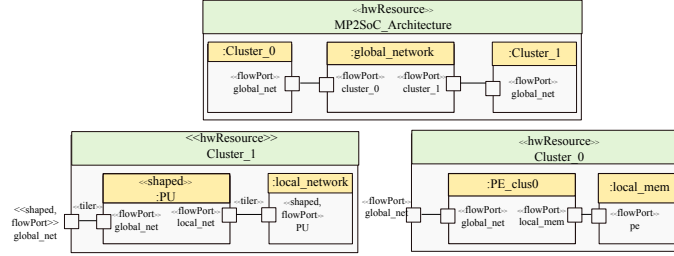 <<hwResource>>
MP2SoC_Architecture
:Cluster_0
:global_network
:Cluster_1
<<flowPort>>
global_net
<<flowPort>>
cluster_0
<<flowPort>>
cluster_1
<<flowPort>>
global_net
<<hwResource>>
Cluster_1
<<shaped>>
:PU
:local_network
<<shaped,
flowPort>>
global_net
<<tiler>>
<<flowPort>>
global_net
<<flowPort>>
local_net
<<tiler>>
<<shaped,
flowPort>>
PU
<<hwResource>>
Cluster_0
:PE_clus0
:local_mem
<<flowPort>>
global_net
<<flowPort>>
global_net
<<flowPort>>
local_mem
<<flowPort>>
pe